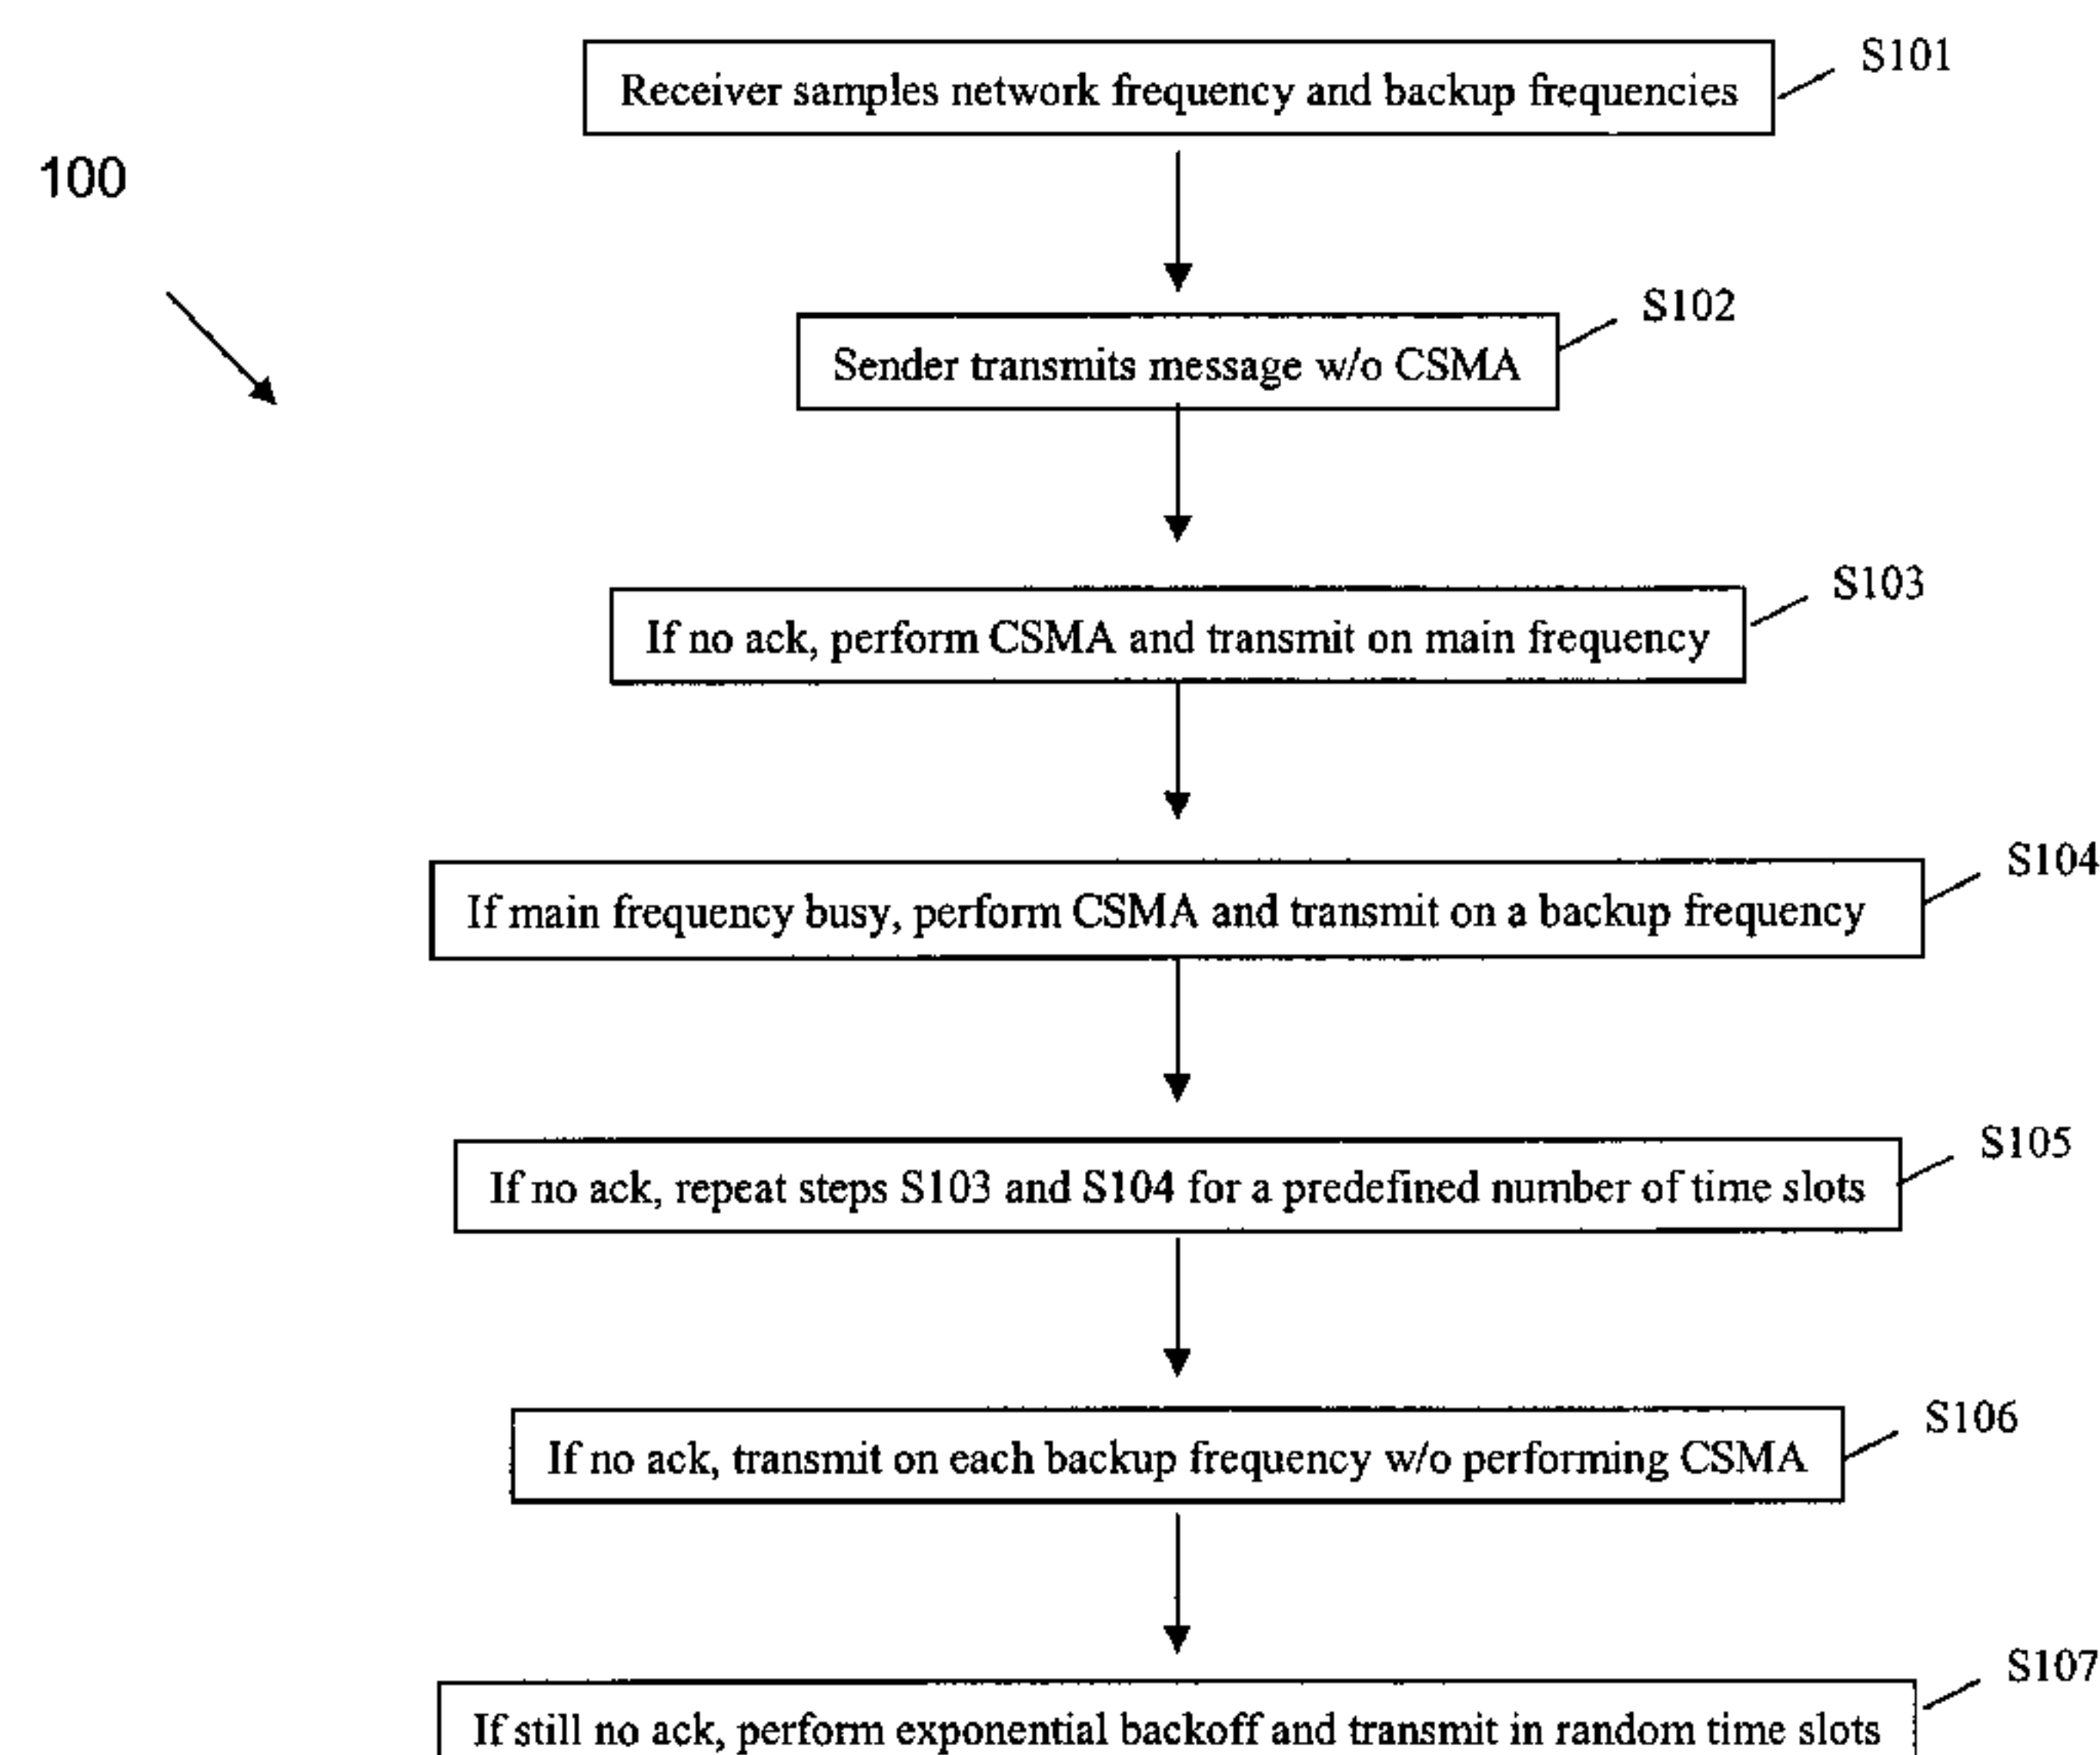 Receiver samples network frequency and backup frequencies
S101
100
Sender transmits message w/o CSMA
S102
If no ack, perform CSMA and transmit on main frequency
S103
If main frequency busy, perform CSMA and transmit on a backup frequency
S104
If no ack, repeat steps S103 and S104 for a predefined number of time slots
S105
If no ack, transmit on each backup frequency w/o performing CSMA
S106
If still no ack, perform exponential backoff and transmit in random time slots
S107